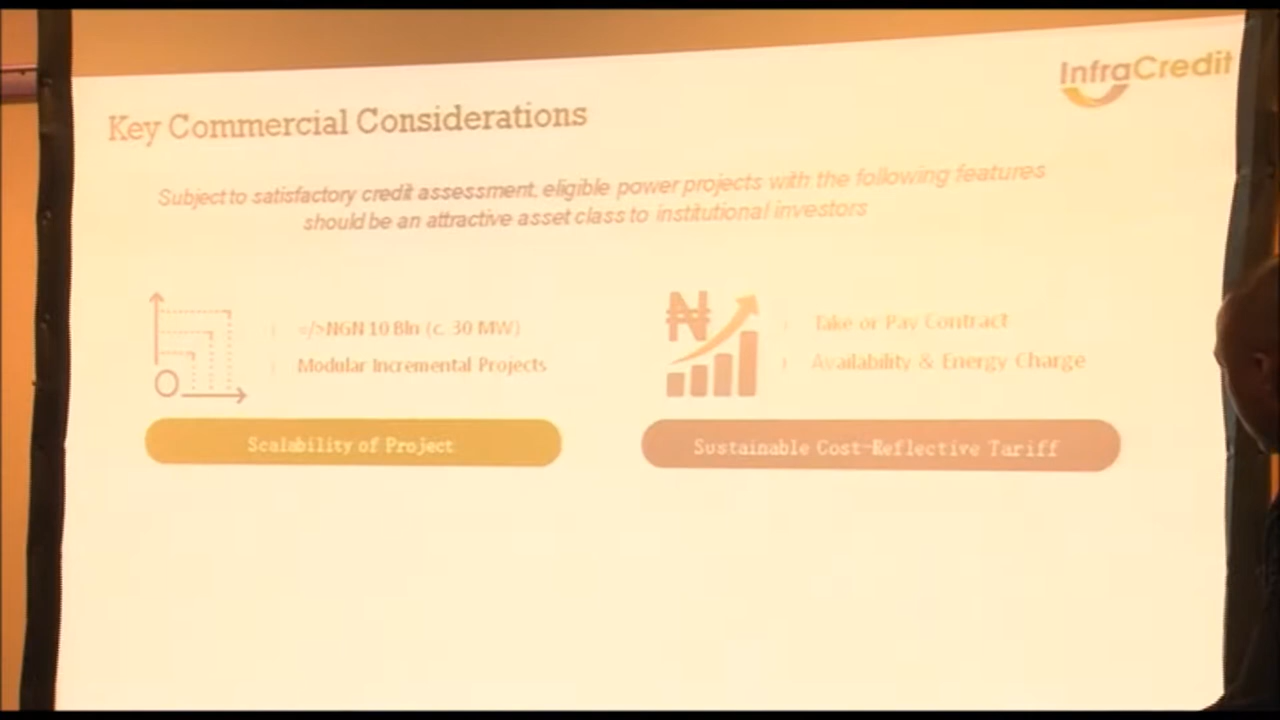 InfraCredit
Key Commercial Considerations
Subject to satisfactory credit assessment, eligible power projects with the following features
should be an attractive asset class to institutional investors
=/>NGN 10 Bln (c. 30 MW)
Modular Incremental Projects
Scalability of Project
₦
Take or Pay Contract
Availability & Energy Charge
Sustainable Cost-Reflective Tariff